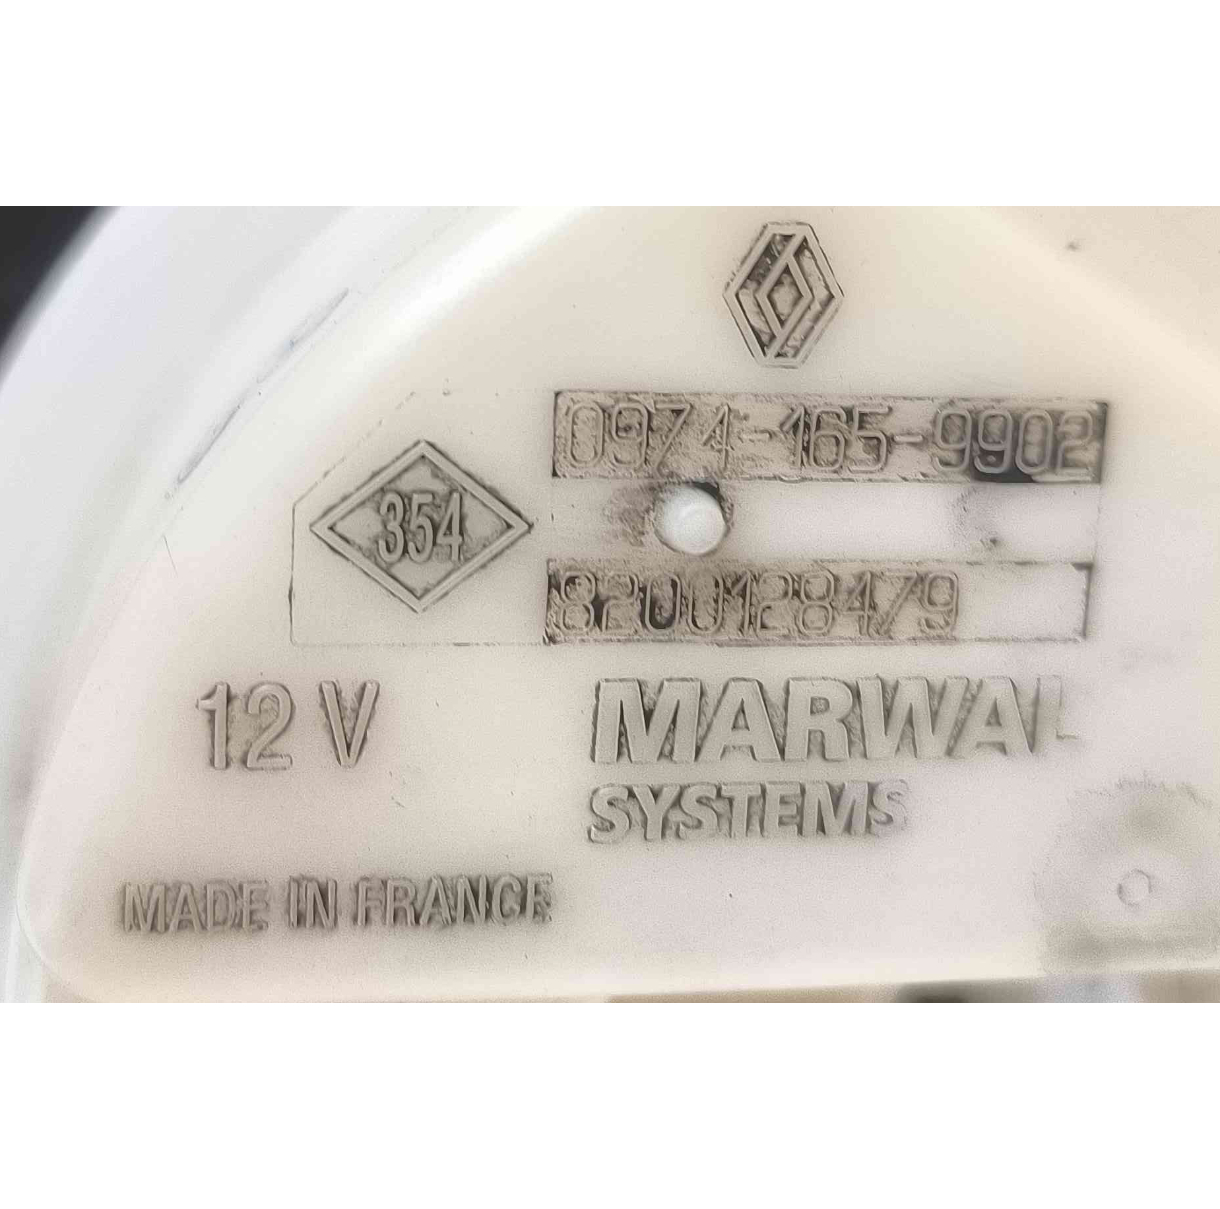 0974-165-9902
354
8200128479
12 V
MARWAL
SYSTEMS
MADE IN FRANCE